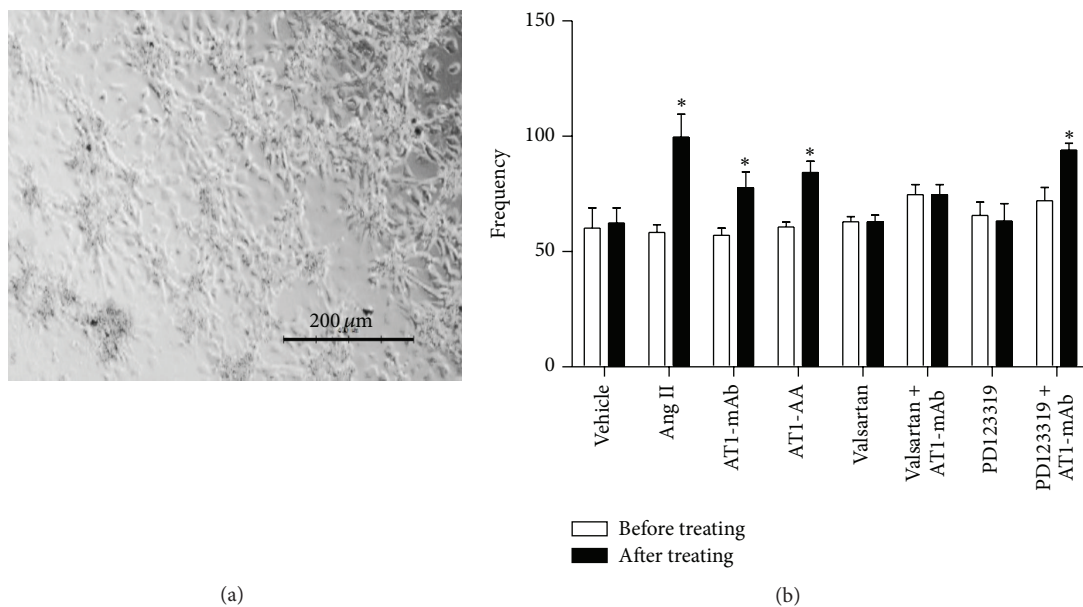 200 μm
(a)
150
100
50
0
Frequency
*
*
*
*
Vehicle
Ang II
AT1-mAb
AT1-AA
Valsartan
Valsartan +
AT1-mAb
PD123319
PD123319 +
AT1-mAb
Before treating
After treating
(b)